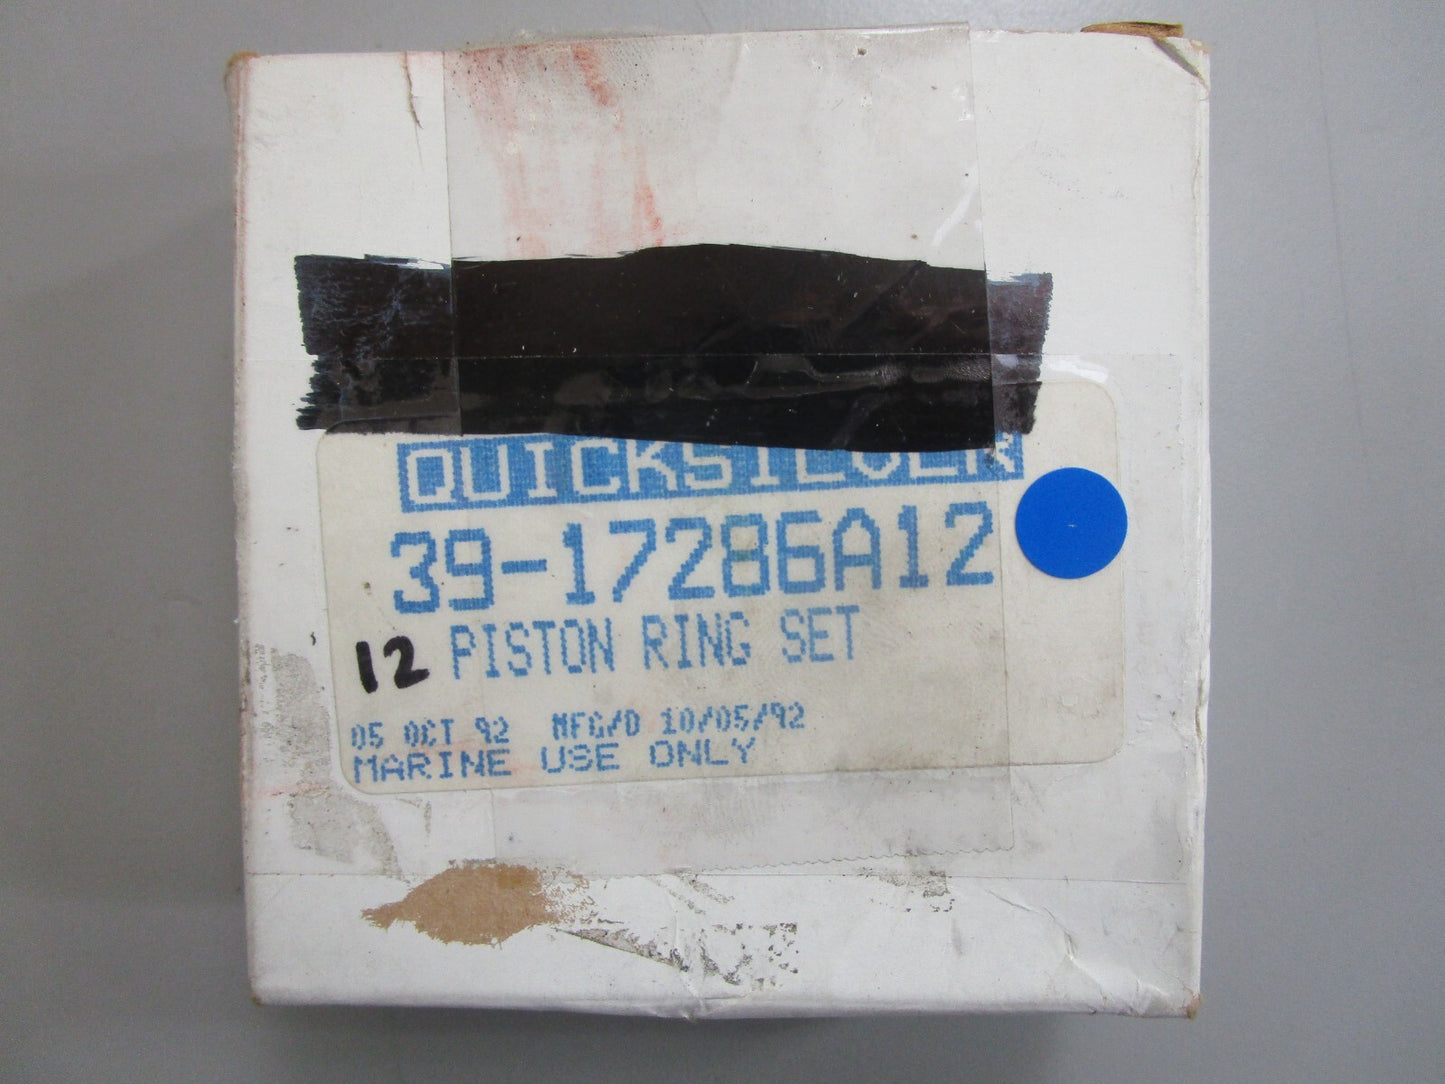 QUICKSILVER
39-17286A12
12 PISTON RING SET
05 OCT 92 MFG/D 10/05/92
MARINE USE ONLY